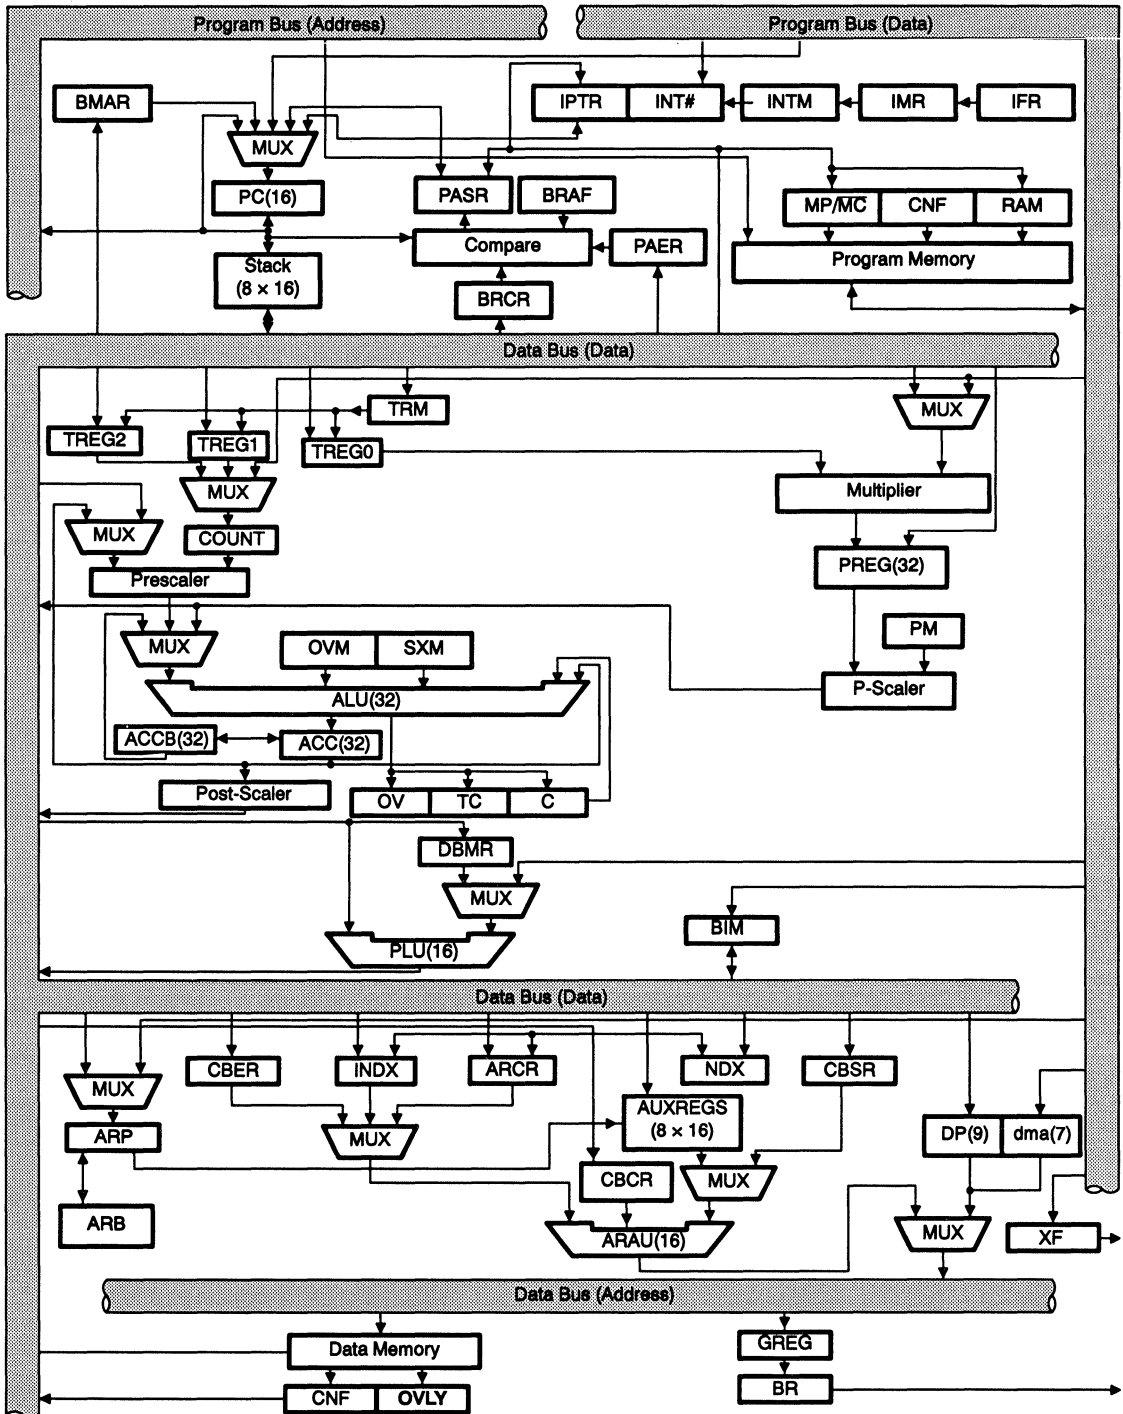 Program Bus (Address)
Program Bus (Data)
BMAR
IPTR
INT#
INTM
IMR
IFR
MUX
PC(16)
PASR
BRAF
MP/M̅C̅
CNF
RAM
Compare
PAER
Program Memory
Stack
(8 × 16)
BRCR
Data Bus (Data)
TRM
MUX
TREG2
TREG1
TREG0
MUX
Multiplier
MUX
COUNT
Prescaler
PREG(32)
MUX
OVM
SXM
PM
ALU(32)
P-Scaler
ACCB(32)
ACC(32)
Post-Scaler
OV
TC
C
DBMR
MUX
BIM
PLU(16)
Data Bus (Data)
CBER
INDX
ARCR
NDX
CBSR
MUX
AUXREGS
(8 × 16)
ARP
MUX
DP(9)
dma(7)
CBCR
MUX
ARB
ARAU(16)
MUX
XF
Data Bus (Address)
Data Memory
GREG
CNF
OVLY
BR